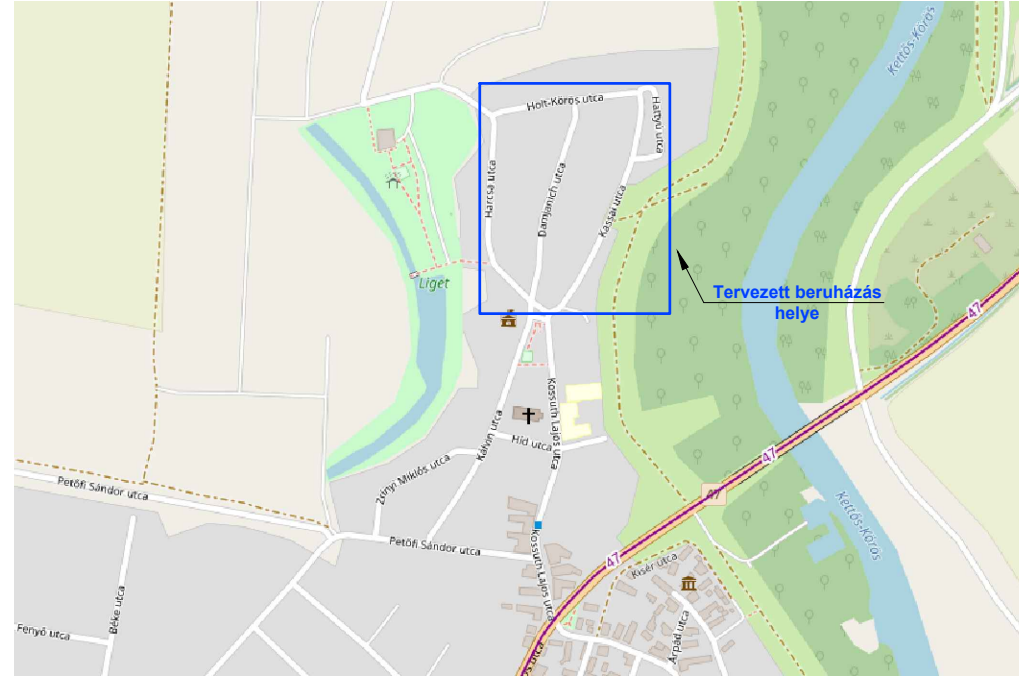 Kettős-Körös
Holt-Körös utca
Hattyú utca
Harcsa utca
Damjanich utca
Kassai utca
Liget
Tervezett beruházás
helye
47
Kossuth Lajos utca
Kálvin utca
Híd utca
Zrínyi Miklós utca
47
Petőfi Sándor utca
47
Kettős-Körös
Petőfi Sándor utca
Kossuth Lajos utca
47
Kisér utca
Béke utca
Fenyő utca
Árpád utca
os utca